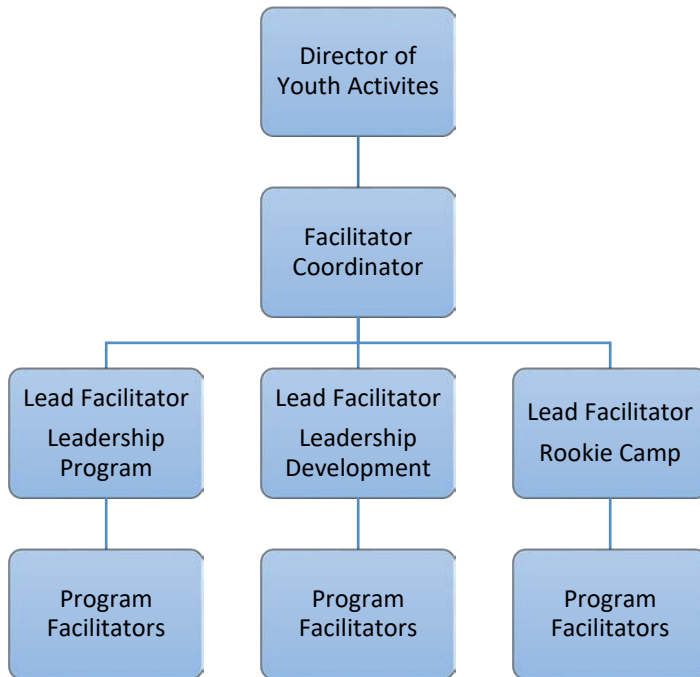 Director of
Youth Activites
Facilitator
Coordinator
Lead Facilitator
Leadership
Program
Lead Facilitator
Leadership
Development
Lead Facilitator
Rookie Camp
Program
Facilitators
Program
Facilitators
Program
Facilitators